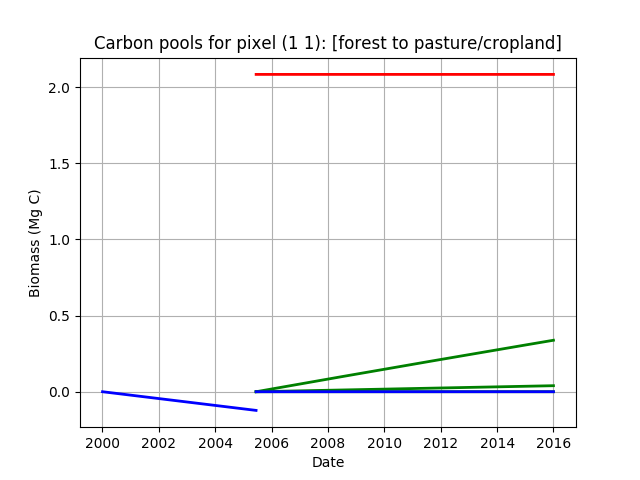 Carbon pools for pixel (1 1): [forest to pasture/cropland]
2.0
1.5
1.0
0.5
0.0
Biomass (Mg C)
2000 2002 2004 2006 2008 2010 2012 2014 2016
Date